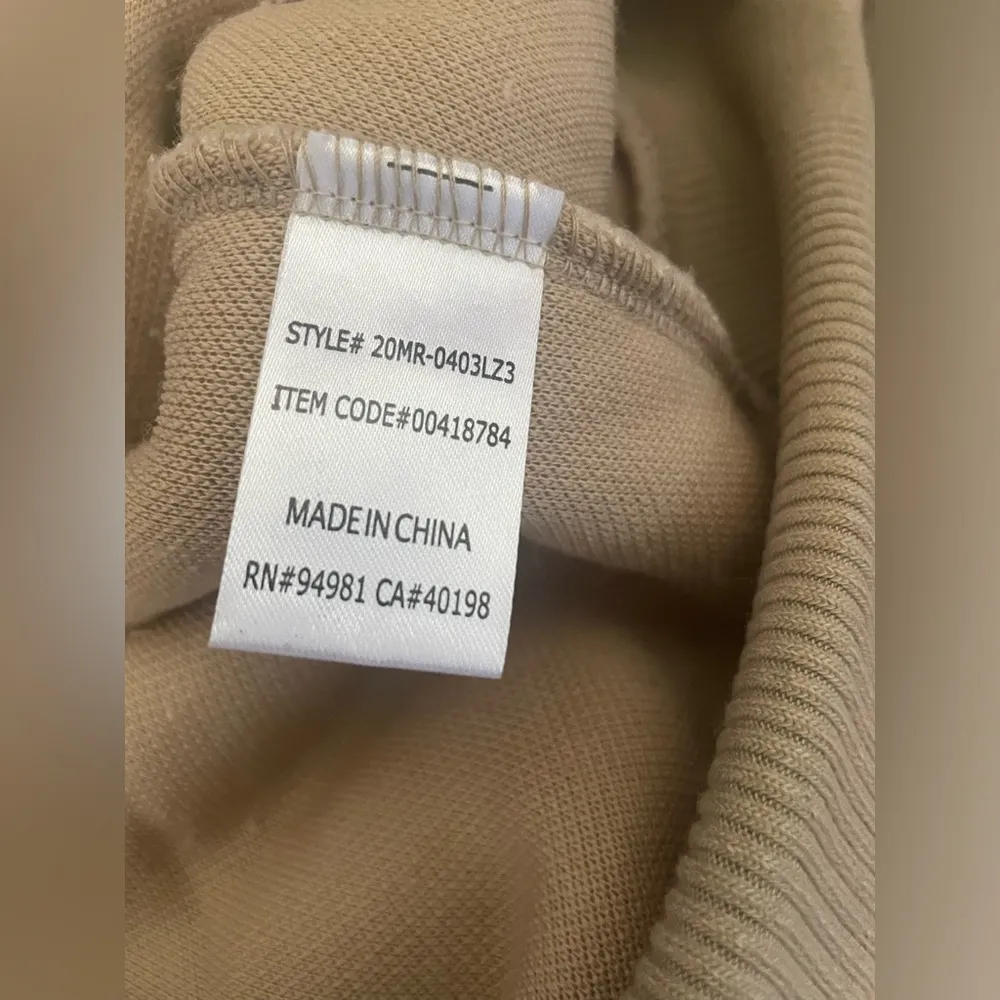 STYLE# 20MR-0403LZ3
ITEM CODE#00418784
MADE IN CHINA
RN#94981 CA#40198